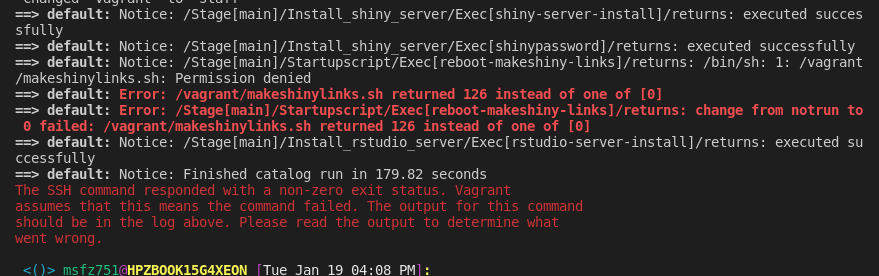 ==> default: Notice: /Stage[main]/Install_shiny_server/Exec[shiny-server-install]/returns: executed succes
sfully
==> default: Notice: /Stage[main]/Install_shiny_server/Exec[shinypassword]/returns: executed successfully
==> default: Notice: /Stage[main]/Startupscript/Exec[reboot-makeshiny-links]/returns: /bin/sh: 1: /vagrant
/makeshinylinks.sh: Permission denied
==> default: Error: /vagrant/makeshinylinks.sh returned 126 instead of one of [0]
==> default: Error: /Stage[main]/Startupscript/Exec[reboot-makeshiny-links]/returns: change from notrun to
0 failed: /vagrant/makeshinylinks.sh returned 126 instead of one of [0]
==> default: Notice: /Stage[main]/Install_rstudio_server/Exec[rstudio-server-install]/returns: executed su
ccessfully
==> default: Notice: Finished catalog run in 179.82 seconds
The SSH command responded with a non-zero exit status. Vagrant
assumes that this means the command failed. The output for this command
should be in the log above. Please read the output to determine what
went wrong.
<()> msfz751@HPZBOOK15G4XEON [Tue Jan 19 04:08 PM]: